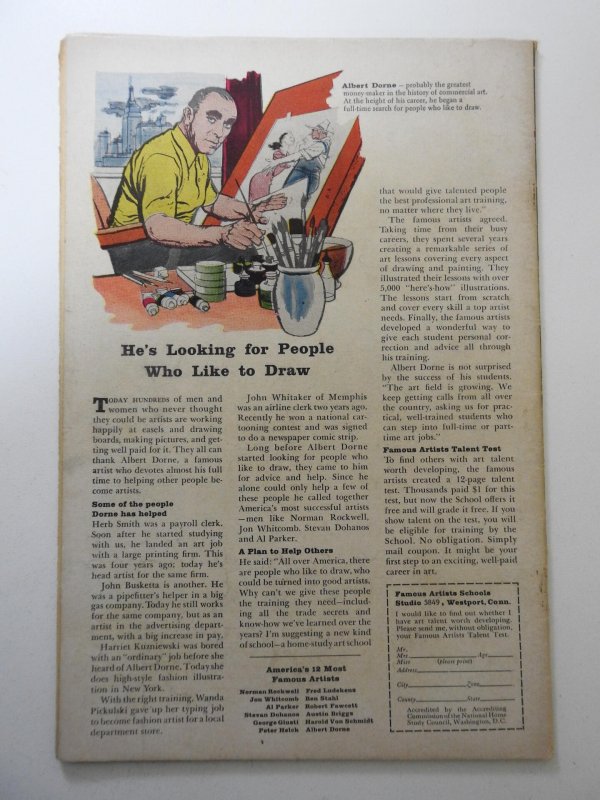 Albert Dorne – probably the greatest
money-maker in the history of commercial art.
At the height of his career, he began a
full-time search for people who like to draw.
He's Looking for People
Who Like to Draw
TODAY HUNDREDS of men and
women who never thought
they could be artists are working
happily at easels and drawing
boards, making pictures, and get-
ting well paid for it. They all can
thank Albert Dorne, a famous
artist who devotes almost his full
time to helping other people be-
come artists.
Some of the people
Dorne has helped
Herb Smith was a payroll clerk.
Soon after he started studying
with us, he landed an art job
with a large printing firm. This
was four years ago; today he's
head artist for the same firm.
John Busketta is another. He
was a pipefitter's helper in a big
gas company. Today he still works
for the same company, but as an
artist in the advertising depart-
ment, with a big increase in pay.
Harriet Kuzniewski was bored
with an "ordinary" job before she
heard of Albert Dorne. Today she
does high-style fashion illustra-
tion in New York.
With the right training, Wanda
Pickulski gave up her typing job
to become fashion artist for a local
department store.
John Whitaker of Memphis
was an airline clerk two years ago.
Recently he won a national car-
tooning contest and was signed
to do a newspaper comic strip.
Long before Albert Dorne
started looking for people who
like to draw, they came to him
for advice and help. Since he
alone could help only a few of
these people he called together
America's most successful artists
—men like Norman Rockwell,
Jon Whitcomb, Stevan Dohanos
and Al Parker.
A Plan to Help Others
He said: "All over America, there
are people who like to draw, who
could be turned into good artists.
Why can't we give these people
the training they need—includ-
ing all the trade secrets and
know-how we've learned over the
years? I'm suggesting a new kind
of school—a home-study art school
America's 12 Most
Famous Artists
Norman Rockwell
Jon Whitcomb
Al Parker
Stevan Dohanos
George Giusti
Peter Helck
Fred Ludekens
Ben Stahl
Robert Fawcett
Austin Briggs
Harold Von Schmidt
Albert Dorne
that would give talented people
the best professional art training,
no matter where they live."
The famous artists agreed.
Taking time from their busy
careers, they spent several years
creating a remarkable series of
art lessons covering every aspect
of drawing and painting. They
illustrated their lessons with over
5,000 "here's-how" illustrations.
The lessons start from scratch
and cover every skill a top artist
needs. Finally, the famous artists
developed a wonderful way to
give each student personal cor-
rection and advice all through
his training.
Albert Dorne is not surprised
by the success of his students.
"The art field is growing. We
keep getting calls from all over
the country, asking us for prac-
tical, well-trained students who
can step into full-time or part-
time art jobs."
Famous Artists Talent Test
To find others with art talent
worth developing, the famous
artists created a 12-page talent
test. Thousands paid $1 for this
test, but now the School offers it
free and will grade it free. If you
show talent on the test, you will
be eligible for training by the
School. No obligation. Simply
mail coupon. It might be your
first step to an exciting, well-paid
career in art.
Famous Artists Schools
Studio 5849, Westport, Conn.
I would like to find out whether I
have art talent worth developing.
Please send me, without obligation,
your Famous Artists Talent Test.
Mr.
Mrs. Age
Miss (please print)
Address
City Zone
County State
Accredited by the Accrediting
Commission of the National Home
Study Council, Washington, D.C.